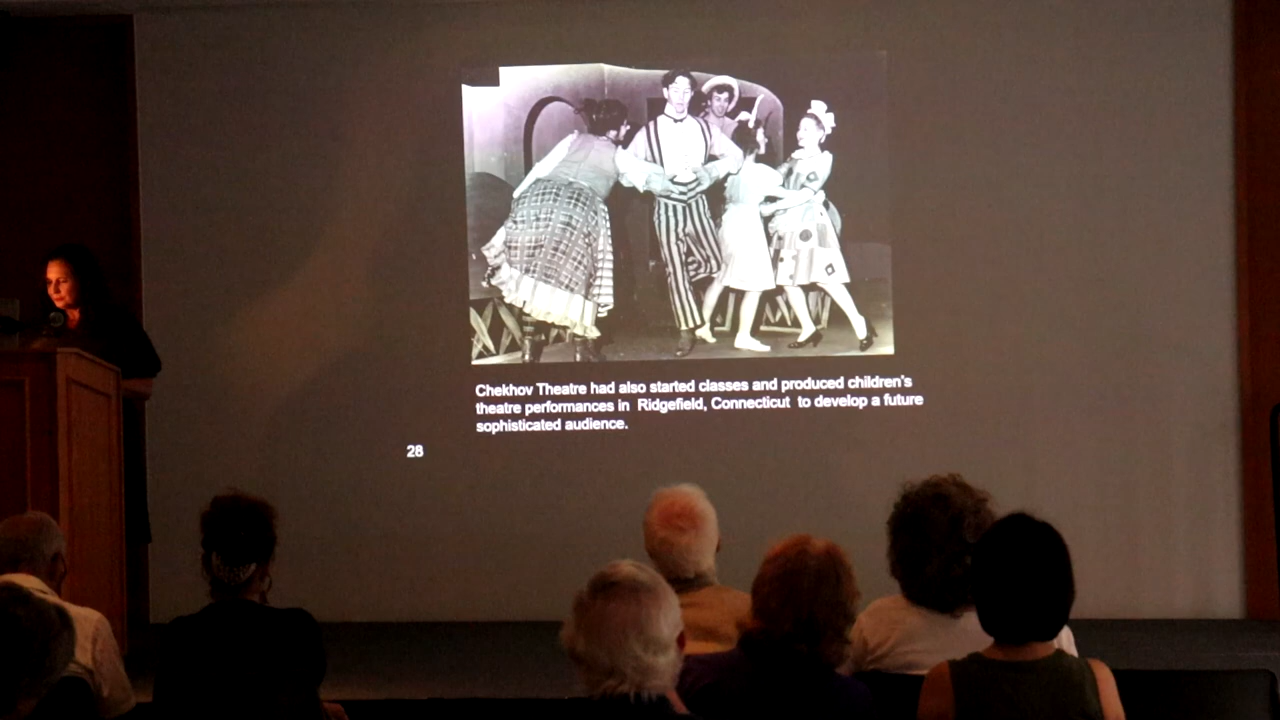 Chekhov Theatre had also started classes and produced children's
theatre performances in Ridgefield, Connecticut to develop a future
sophisticated audience.
28